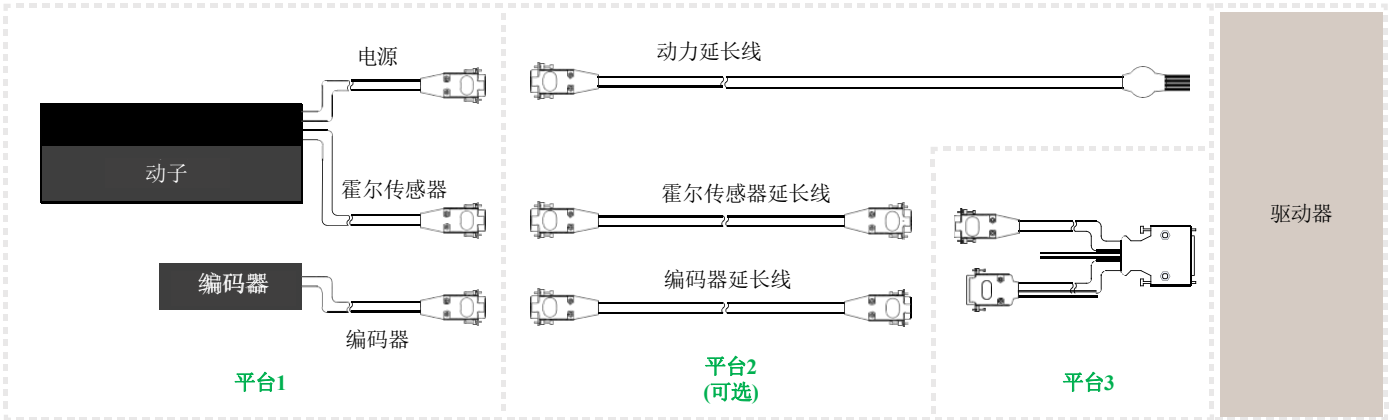 电源
动力延长线
动子
霍尔传感器
霍尔传感器延长线
驱动器
编码器
编码器延长线
编码器
平台1
平台2
(可选)
平台3